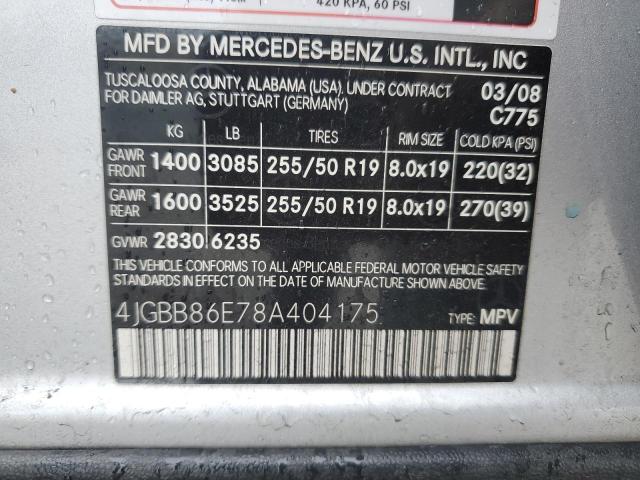 420 KPA, 60 PSI
MFD BY MERCEDES-BENZ U.S. INTL., INC
TUSCALOOSA COUNTY, ALABAMA (USA), UNDER CONTRACT 03/08
FOR DAIMLER AG, STUTTGART (GERMANY) C775
KG LB TIRES RIM SIZE COLD KPA (PSI)
GAWR FRONT 1400 3085 255/50 R19 8.0x19 220(32)
GAWR REAR 1600 3525 255/50 R19 8.0x19 270(39)
GVWR 2830 6235
THIS VEHICLE CONFORMS TO ALL APPLICABLE FEDERAL MOTOR VEHICLE SAFETY
STANDARDS IN EFFECT ON THE DATE OF MANUFACTURE SHOWN ABOVE.
4JGBB86E78A404175 TYPE: MPV